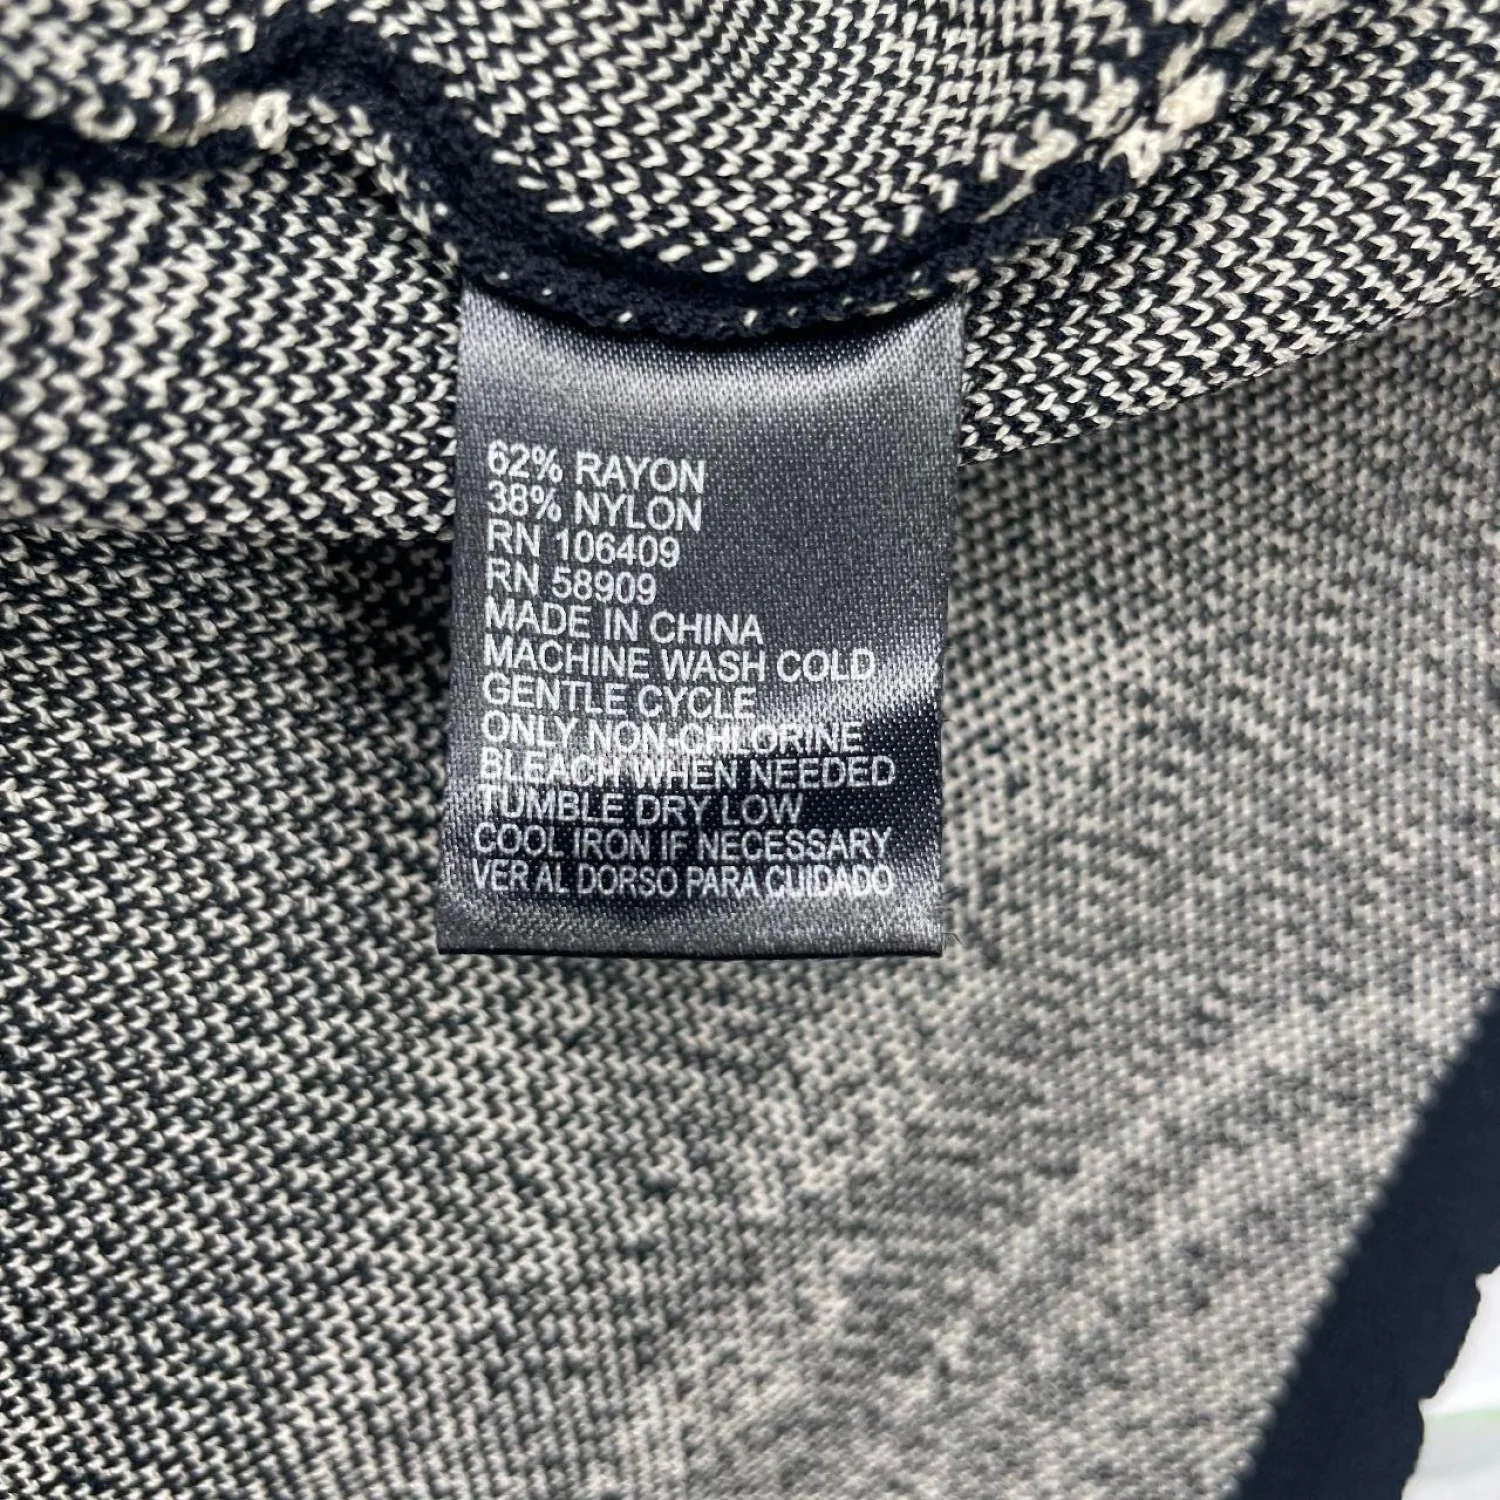 62% RAYON
38% NYLON
RN 106409
RN 58909
MADE IN CHINA
MACHINE WASH COLD
GENTLE CYCLE
ONLY NON-CHLORINE
BLEACH WHEN NEEDED
TUMBLE DRY LOW
COOL IRON IF NECESSARY
VER AL DORSO PARA CUIDADO